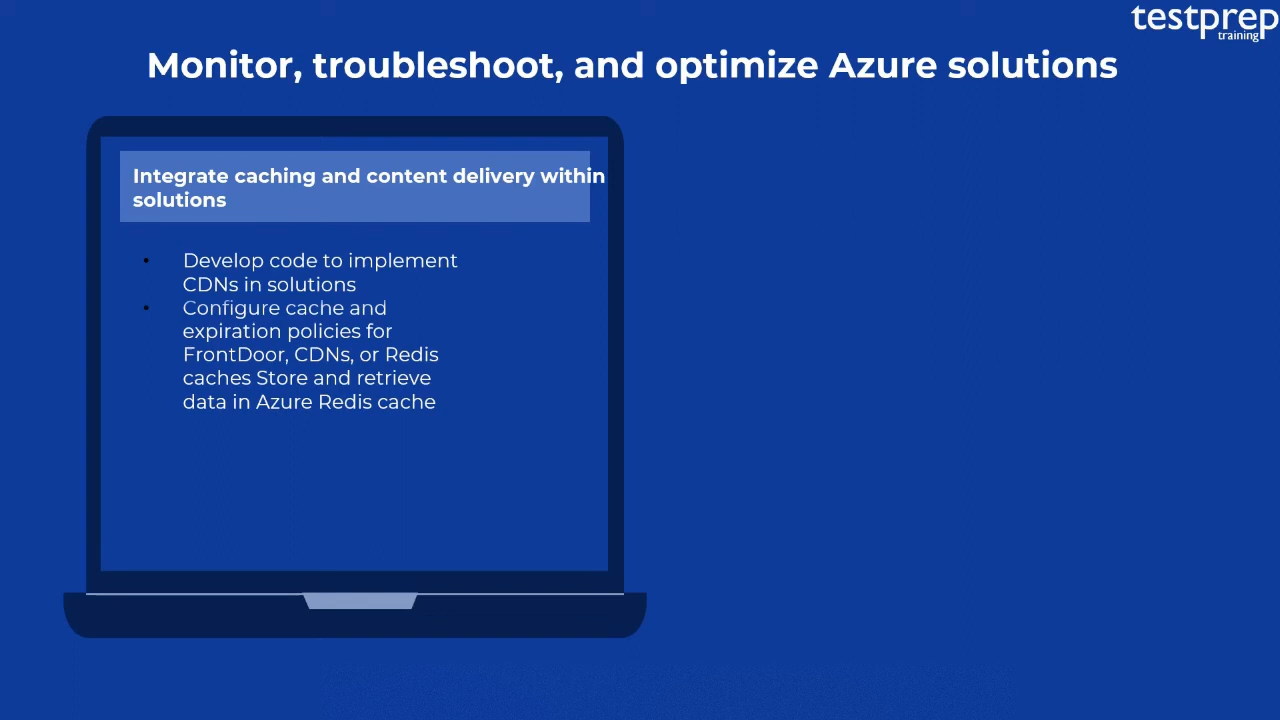 testprep
training
Monitor, troubleshoot, and optimize Azure solutions
Integrate caching and content delivery within
solutions
• Develop code to implement
CDNs in solutions
• Configure cache and
expiration policies for
FrontDoor, CDNs, or Redis
caches Store and retrieve
data in Azure Redis cache